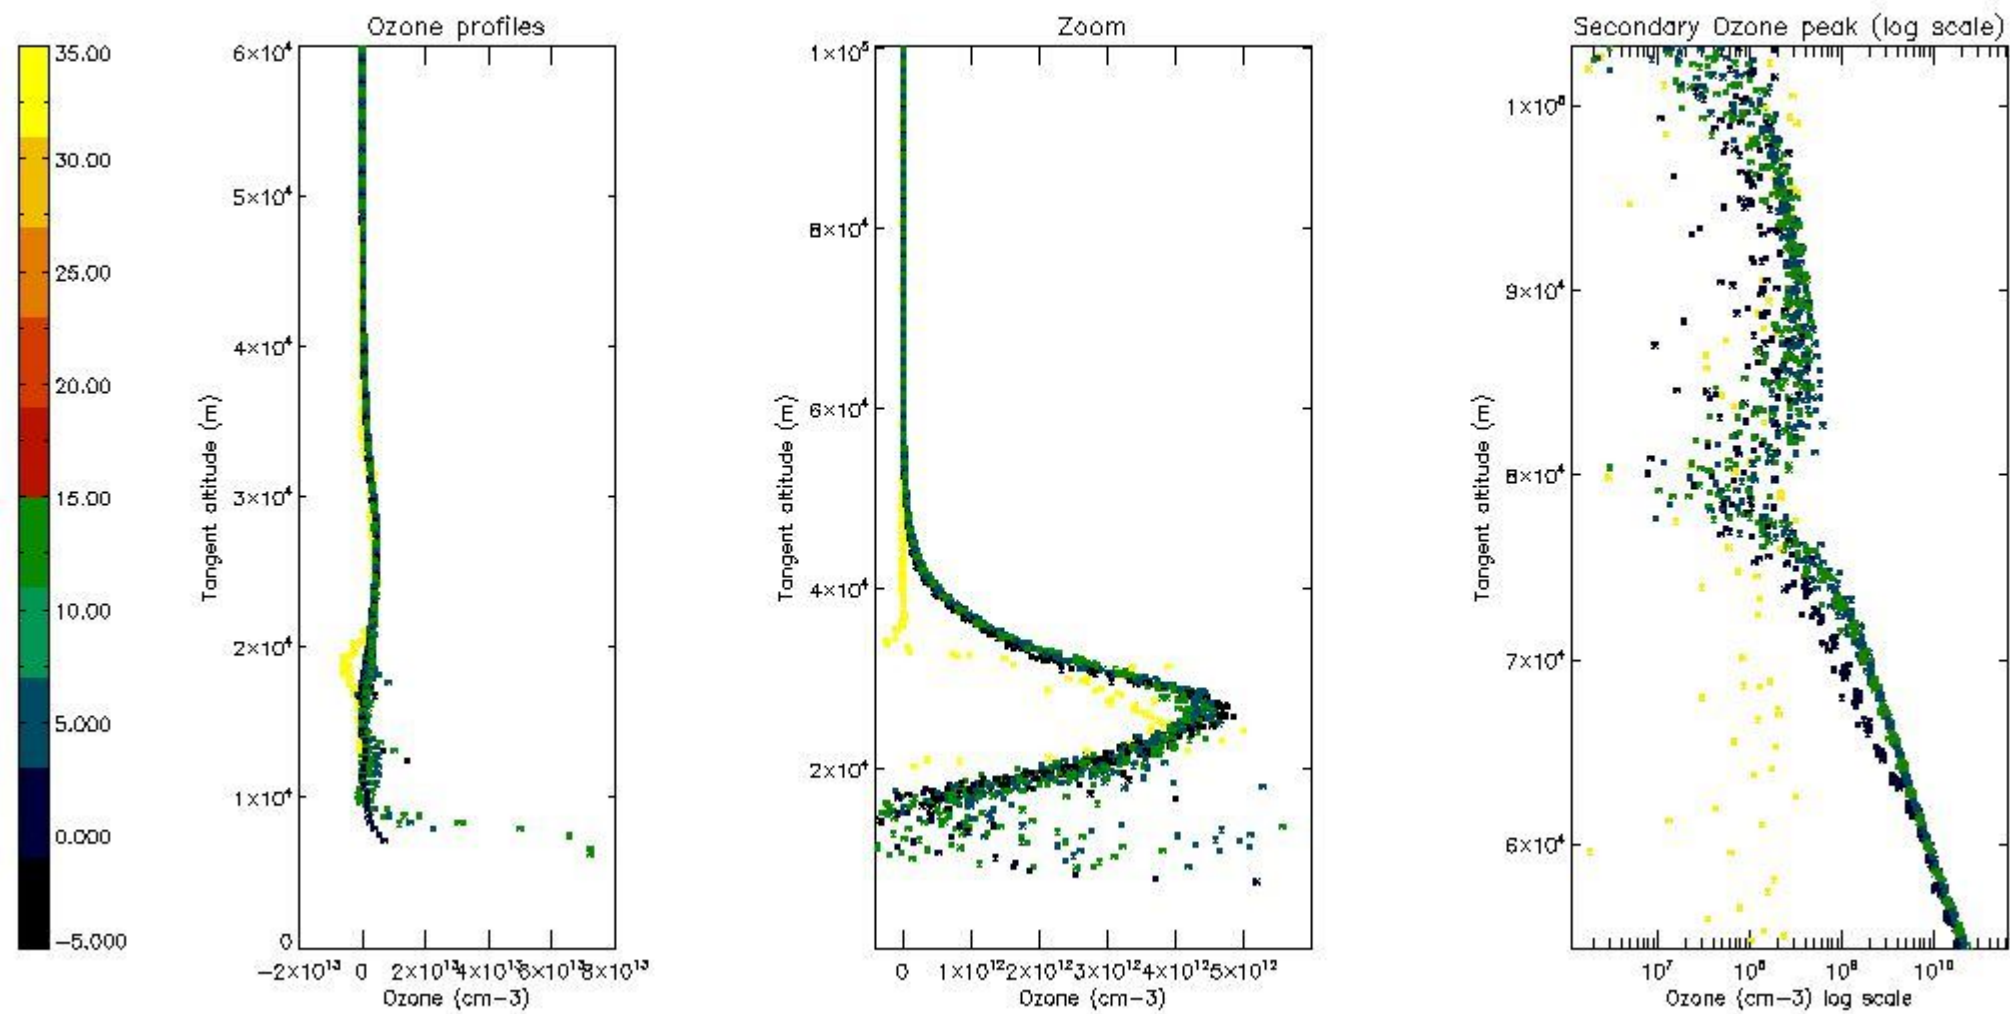 35.00
30.00
25.00
20.00
15.00
10.00
5.000
0.000
−5.000
Ozone profiles
6×10⁴
5×10⁴
4×10⁴
3×10⁴
2×10⁴
1×10⁴
0
Tangent altitude (m)
−2×10¹³ 0 2×10¹³ 4×10¹³ 6×10¹³ 8×10¹³
Ozone (cm−3)
Zoom
1×10⁵
8×10⁴
6×10⁴
4×10⁴
2×10⁴
Tangent altitude (m)
0 1×10¹² 2×10¹² 3×10¹² 4×10¹² 5×10¹²
Ozone (cm−3)
Secondary Ozone peak (log scale)
1×10⁵
9×10⁴
8×10⁴
7×10⁴
6×10⁴
Tangent altitude (m)
10⁷ 10⁸ 10⁹ 10¹⁰
Ozone (cm−3) log scale